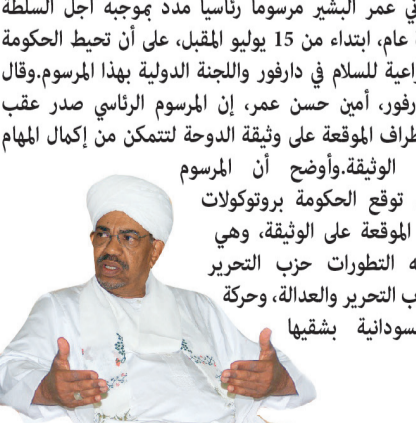 ني عمر البشير مرسوماً رئاسياً مدد بموجبه أجل السلطة
عام، ابتداء من 15 يوليو المقبل، على أن تحيط الحكومة
اعية للسلام في دارفور واللجنة الدولية بهذا المرسوم.وقال
رفور، أمين حسن عمر، إن المرسوم الرئاسي صدر عقب
طراف الموقعة على وثيقة الدوحة لتتمكن من إكمال المهام
الوثيقة.وأوضح أن المرسوم
توقع الحكومة بروتوكولات
الموقعة على الوثيقة، وهي
ه التطورات حزب التحرير
ب التحرير والعدالة، وحركة
سودانية بشقيها